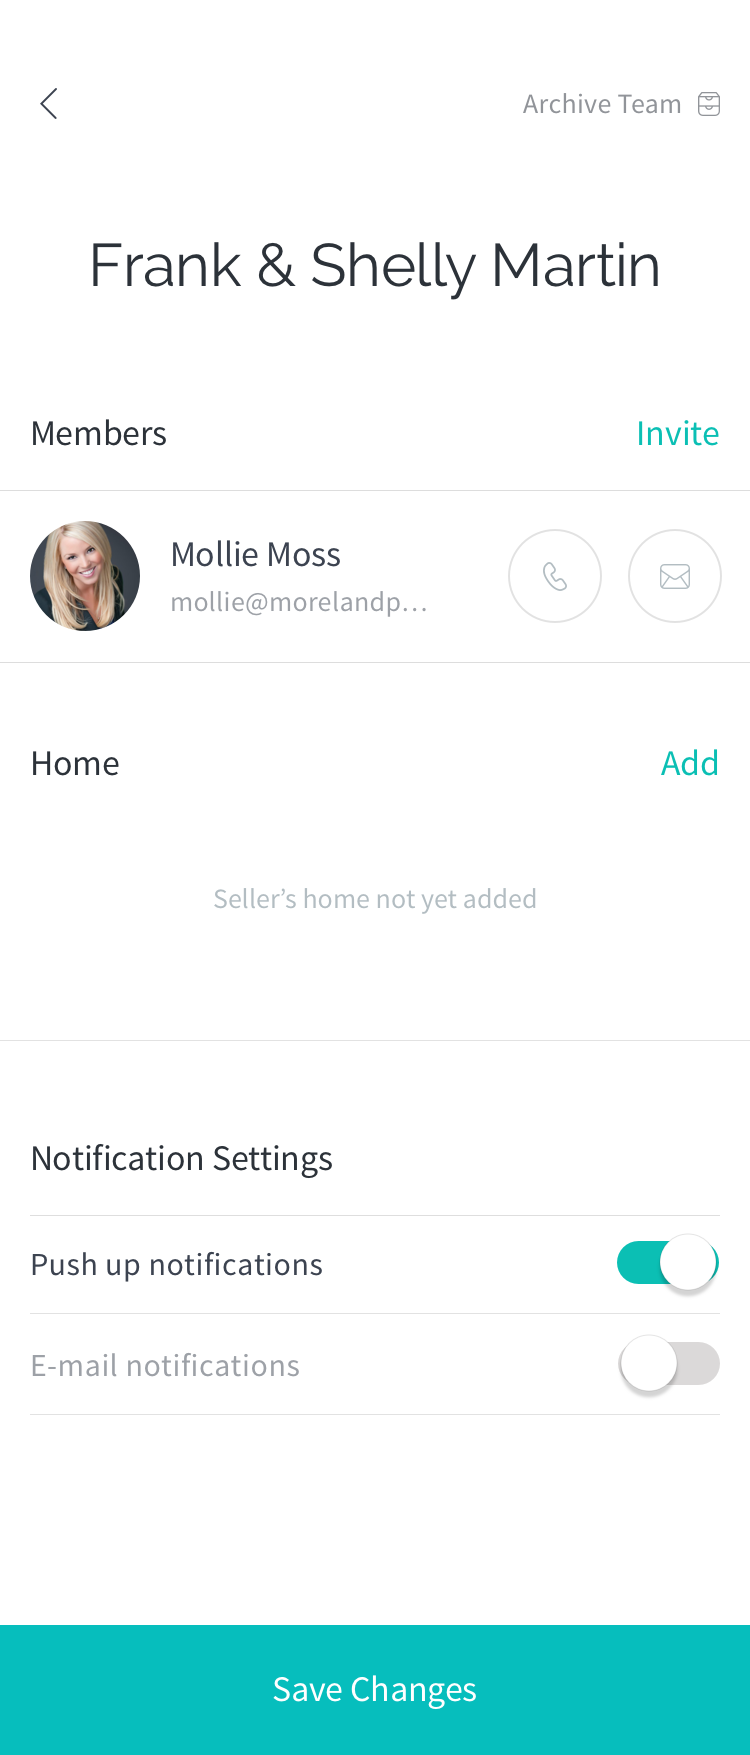 Archive Team
Frank & Shelly Martin
Members
Invite
Mollie Moss
mollie@morelandp...
Home
Add
Seller’s home not yet added
Notification Settings
Push up notifications
E-mail notifications
Save Changes